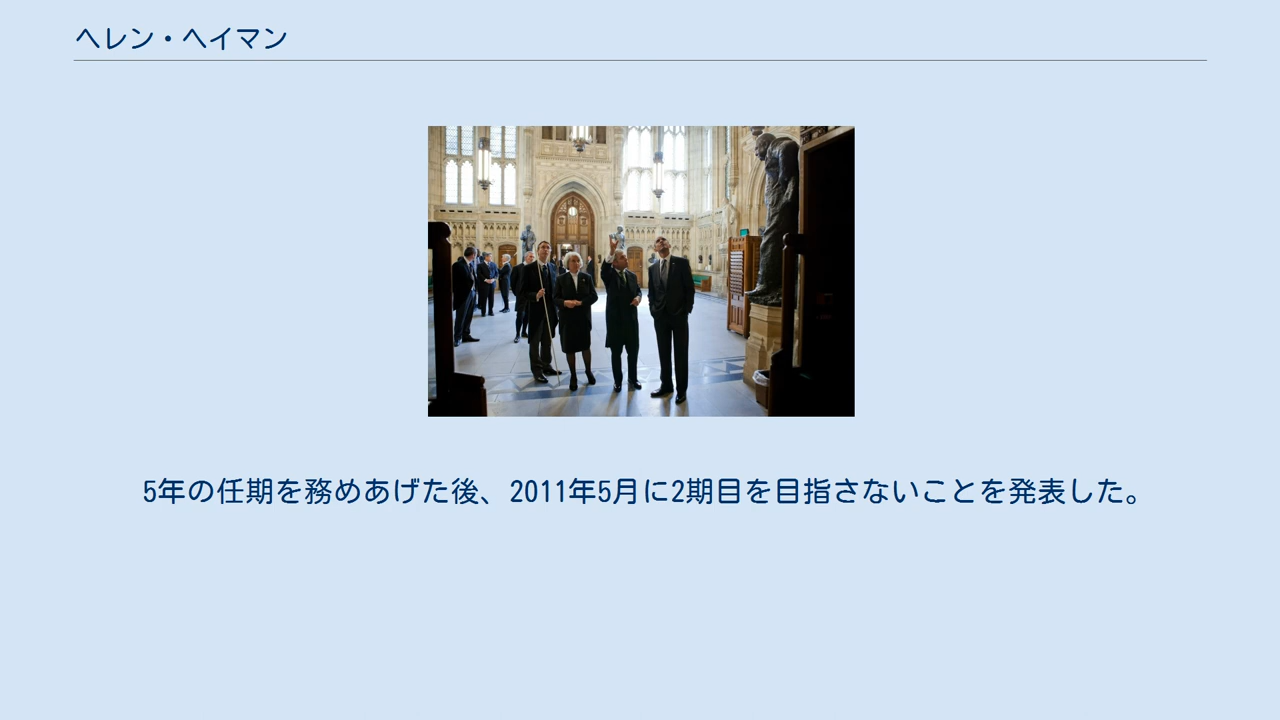 ヘレン・ヘイマン
5年の任期を務めあげた後、2011年5月に2期目を目指さないことを発表した。